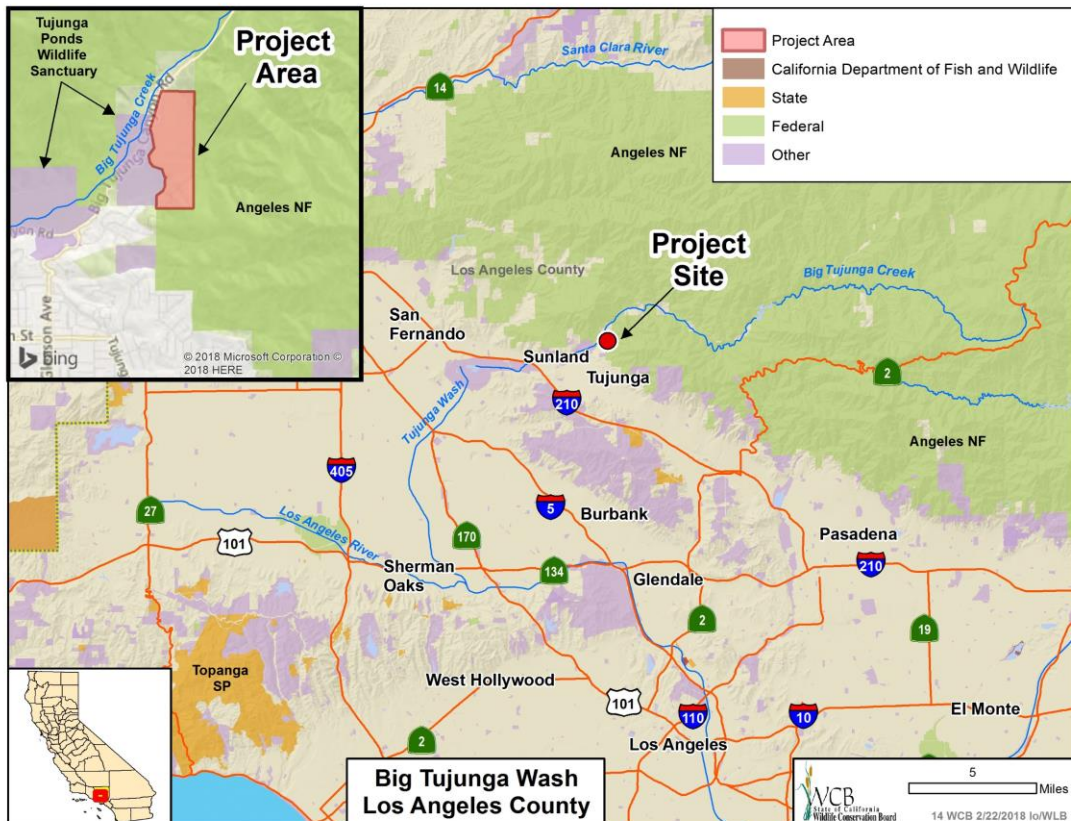 Tujunga
Ponds
Wildlife
Sanctuary
Project
Area
Big Tujunga Creek
Big Tujunga Canyon Rd
Angeles NF
yon Rd
n St
Tujung
bing
© 2018 Microsoft Corporation ©
2018 HERE
Project Area
California Department of Fish and Wildlife
State
Federal
Other
Santa Clara River
14
Angeles NF
Los Angeles County
Project
Site
Big Tujunga Creek
San
Fernando
Sunland
Tujunga
210
2
Tujunga Wash
Angeles NF
405
27
5
Burbank
Los Angeles River
101
170
Pasadena
Sherman
Oaks
134
Glendale
210
2
19
Topanga
SP
West Hollywood
101
110
10
El Monte
2
Los Angeles
Big Tujunga Wash
Los Angeles County
WCB
State of California
Wildlife Conservation Board
5
Miles
14 WCB 2/22/2018 lo/WLB